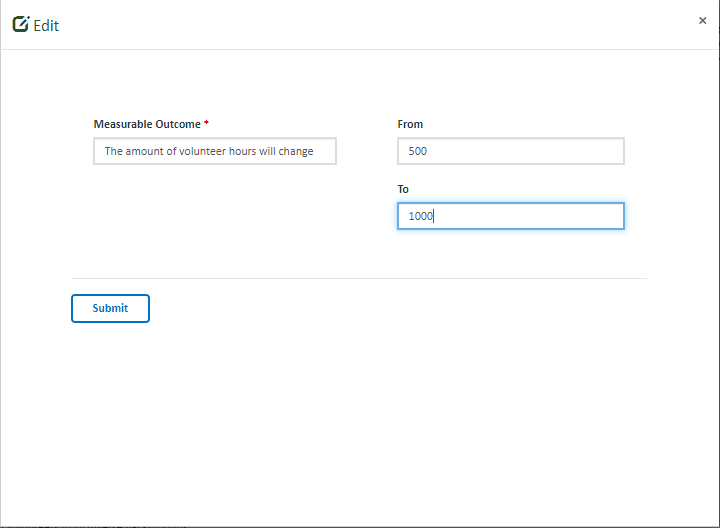 Edit
×
Measurable Outcome *
The amount of volunteer hours will change
From
500
To
1000
Submit